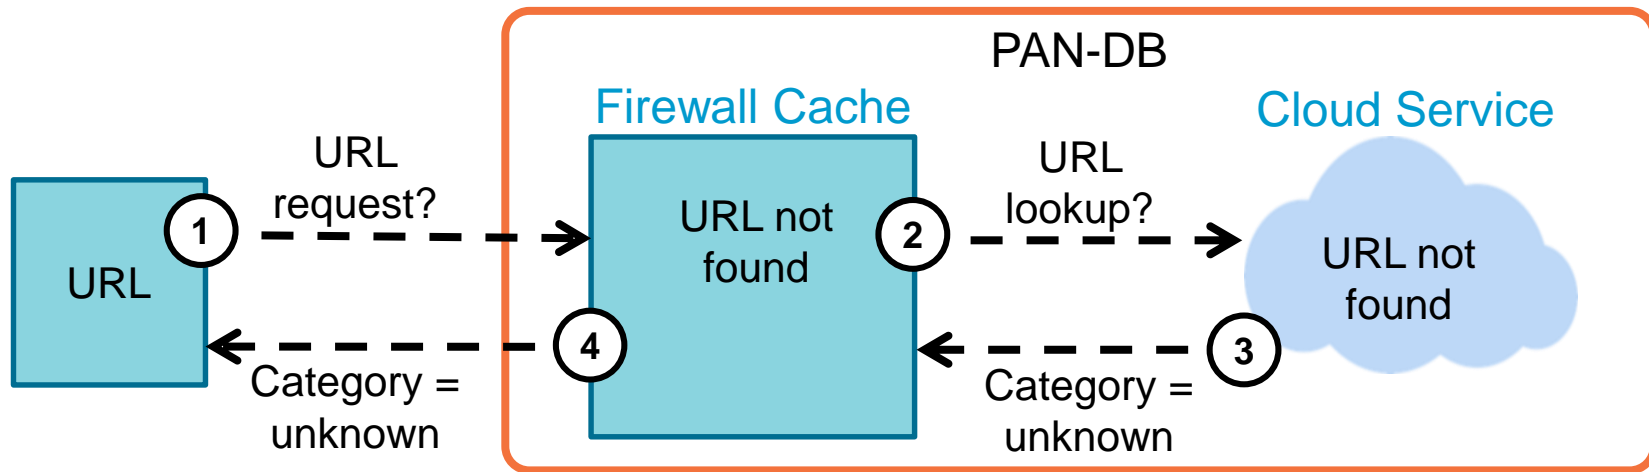 PAN-DB
Firewall Cache
Cloud Service
URL
request?
URL
lookup?
1
2
URL not
found
URL not
found
URL
4
3
Category =
unknown
Category =
unknown